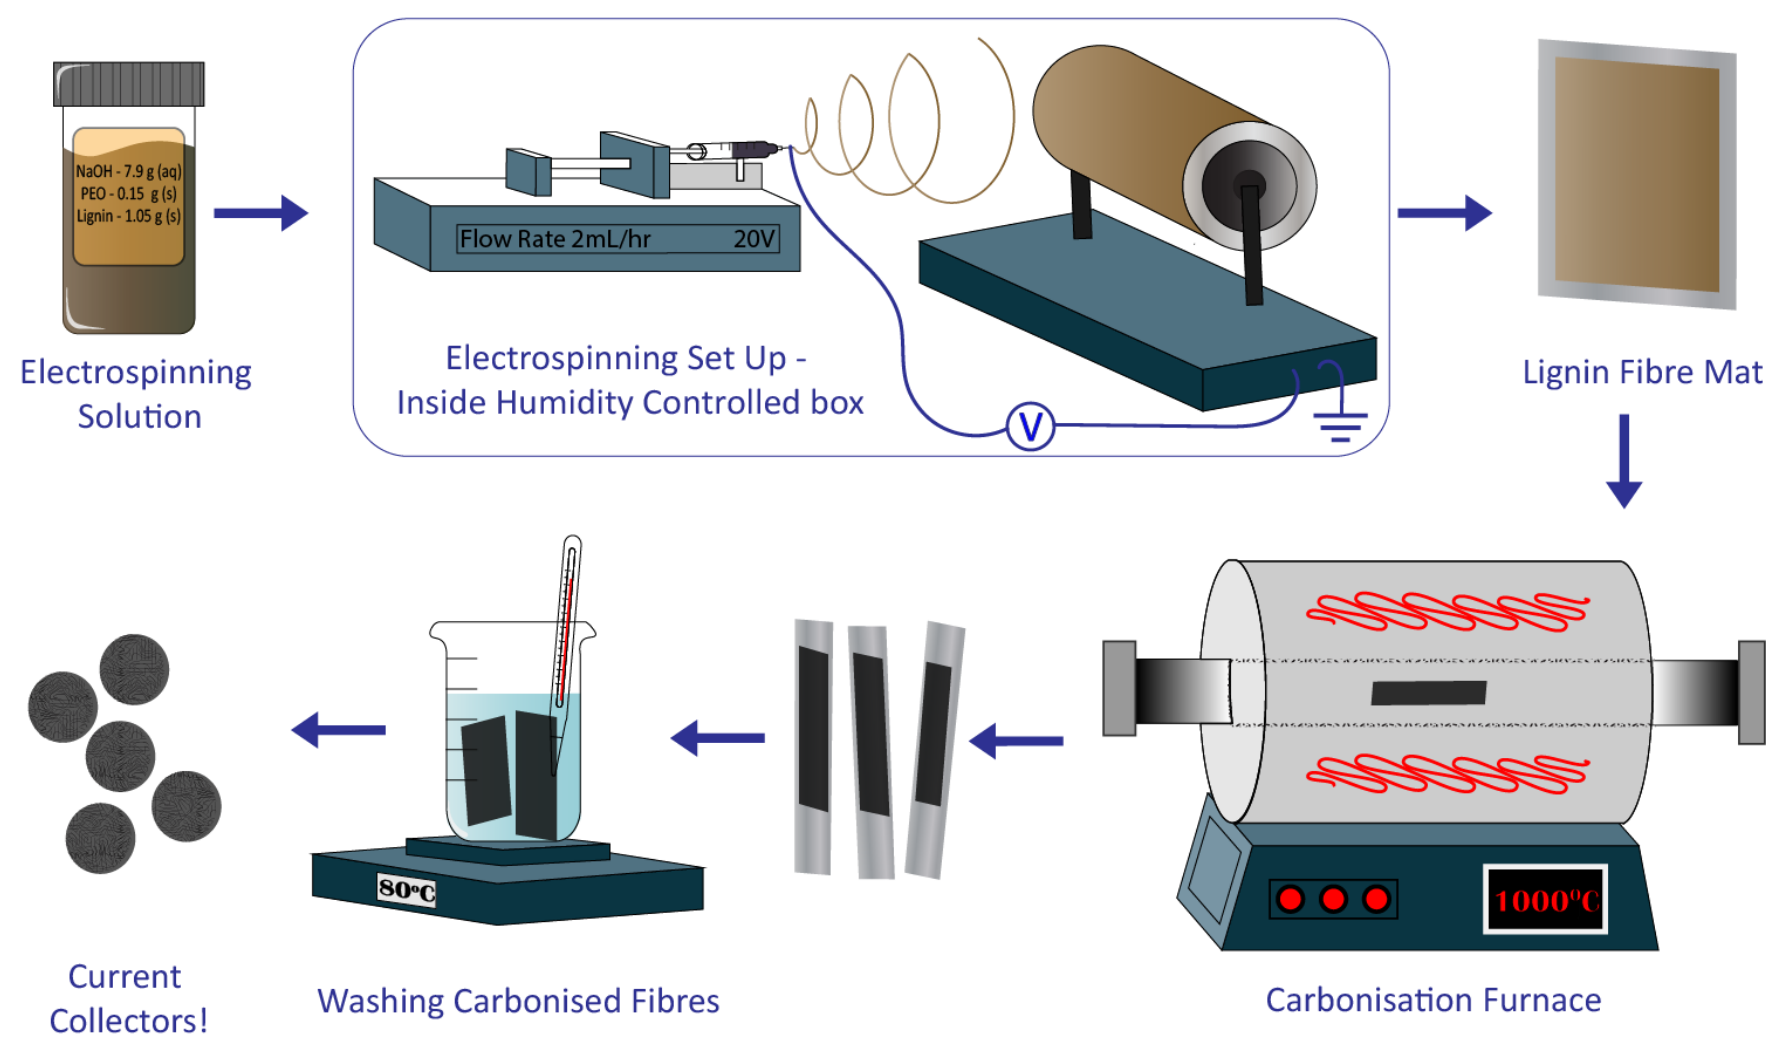 NaOH - 7.9 g (aq)
PEO - 0.15 g (s)
Lignin - 1.05 g (s)
Electrospinning
Solution
Flow Rate 2mL/hr 20V
Electrospinning Set Up -
Inside Humidity Controlled box
V
Lignin Fibre Mat
1000°C
Carbonisation Furnace
80°C
Washing Carbonised Fibres
Current
Collectors!